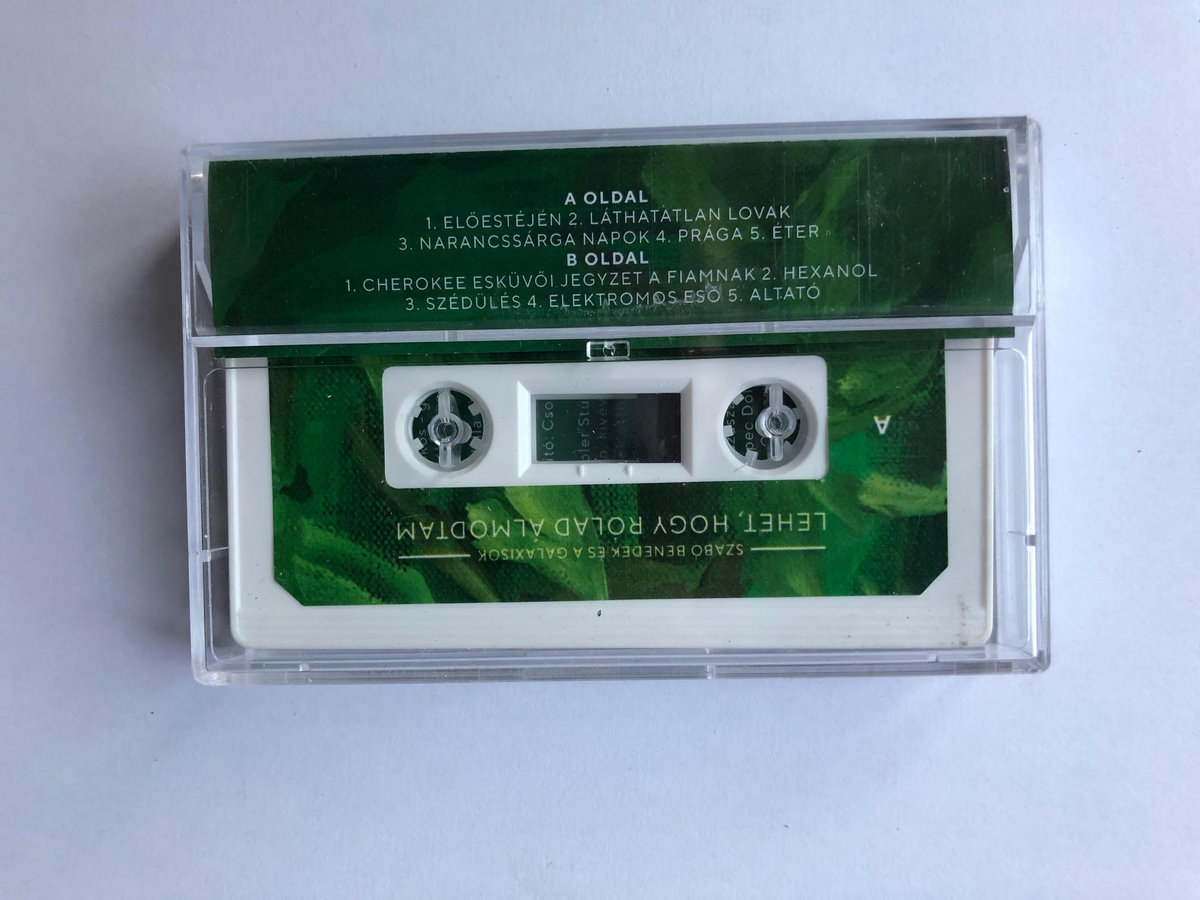 A OLDAL
1. ELŐESTÉJÉN 2. LÁTHATATLAN LOVAK
3. NARANCSSÁRGA NAPOK 4. PRÁGA 5. ÉTER
B OLDAL
1. CHEROKEE ESKÜVŐI JEGYZET A FIAMNAK 2. HEXANOL
3. SZÉDÜLÉS 4. ELEKTROMOS ESŐ 5. ALTATÓ
A
LEHET, HOGY RÓLAD ÁLMODTAM
SZABÓ BENEDEK ÉS A GALAXISOK